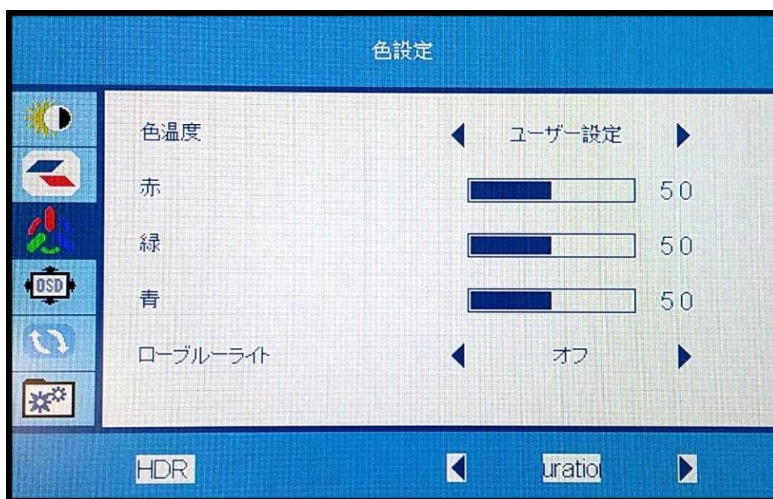 色設定
色温度 ユーザー設定
赤 50
緑 50
青 50
OSD
ローブルーライト オフ
HDR uratio